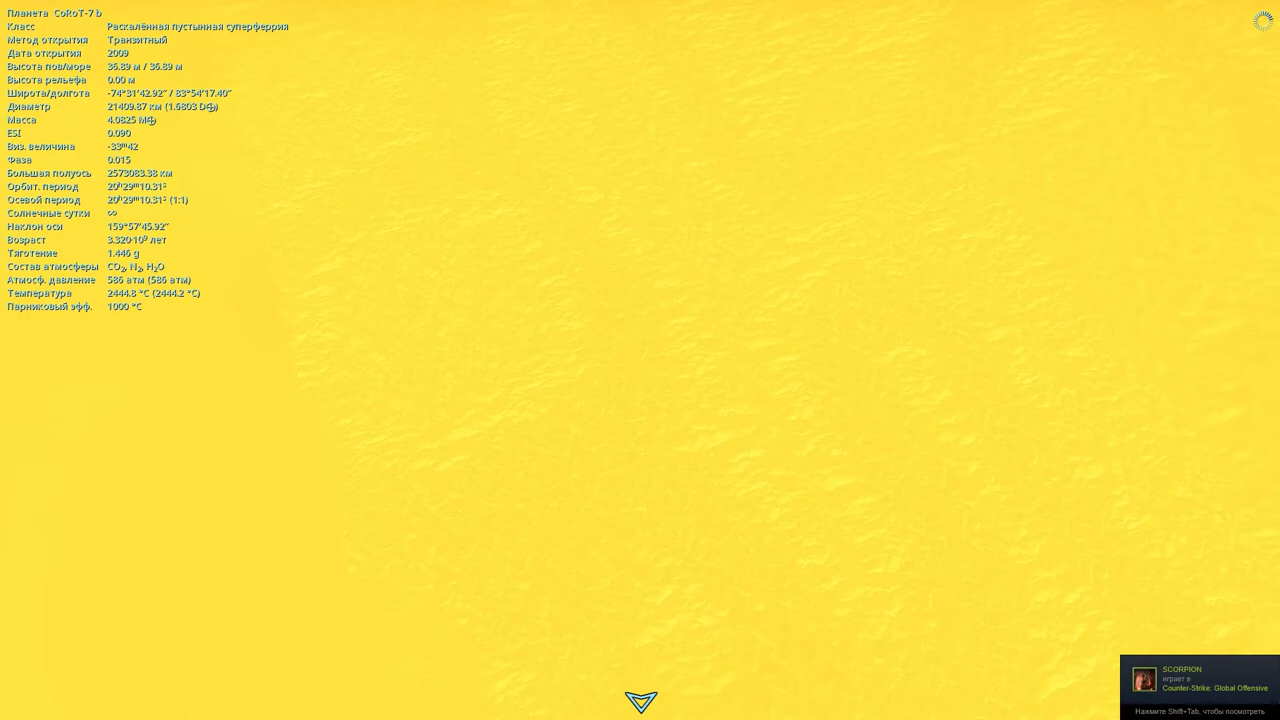 Планета CoRoT-7 b
Класс Раскалённая пустынная суперферрия
Метод открытия Транзитный
Дата открытия 2009
Высота пов/море 36.89 м / 36.89 м
Высота рельефа 0.00 м
Широта/долгота -74°31'42.92" / 83°54'17.40"
Диаметр 21409.87 км (1.6803 D⊕)
Масса 4.0825 M⊕
ESI 0.090
Виз. величина -33ᵐ42
Фаза 0.015
Большая полуось 2573083.38 км
Орбит. период 20ʰ29ᵐ10.31ˢ
Осевой период 20ʰ29ᵐ10.31ˢ (1:1)
Солнечные сутки ∞
Наклон оси 159°57'45.92"
Возраст 3.320·10⁹ лет
Тяготение 1.446 g
Состав атмосферы CO₂, N₂, H₂O
Атмосф. давление 586 атм (586 атм)
Температура 2444.8 °C (2444.2 °C)
Парниковый эфф. 1000 °C
SCORPION
играет в
Counter-Strike: Global Offensive
Нажмите Shift+Tab, чтобы посмотреть